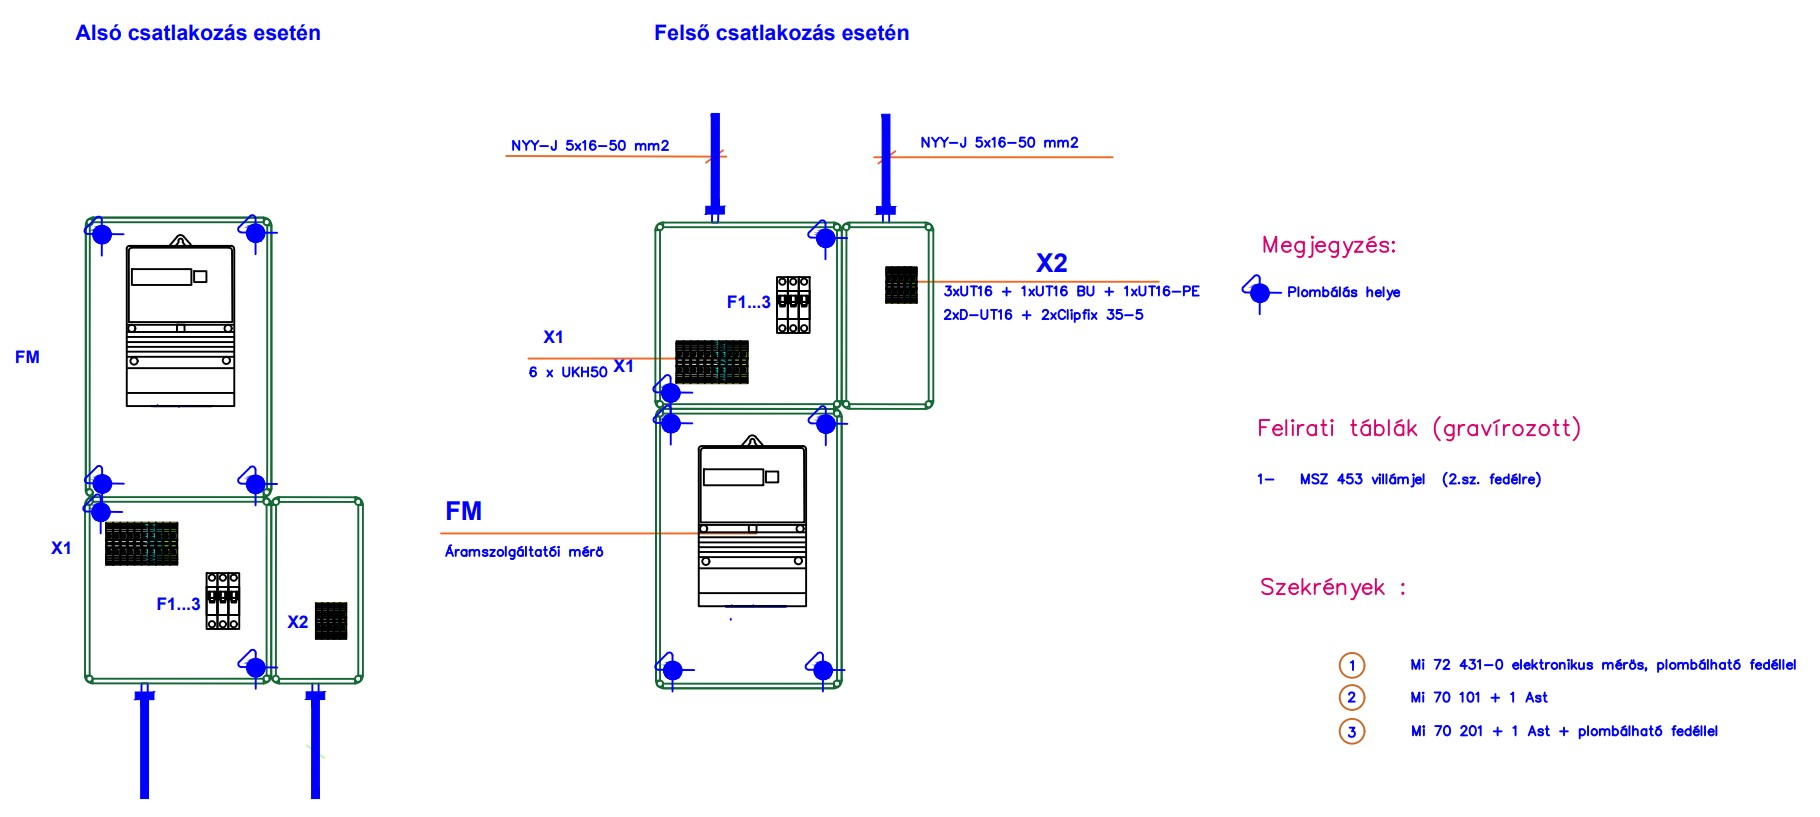 Alsó csatlakozás esetén
FM
X1
F1...3
X2
Felső csatlakozás esetén
NYY-J 5x16-50 mm2
NYY-J 5x16-50 mm2
F1...3
X2
3xUT16 + 1xUT16 BU + 1xUT16-PE
2xD-UT16 + 2xClipfix 35-5
X1
6 x UKH50
X1
FM
Áramszolgáltatói mérö
Megjegyzés:
Plombálás helye
Felirati táblák (gravírozott)
1- MSZ 453 villámjel (2.sz. fedélre)
Szekrények :
1 Mi 72 431-0 elektronikus mérös, plombálható fedéllel
2 Mi 70 101 + 1 Ast
3 Mi 70 201 + 1 Ast + plombálható fedéllel